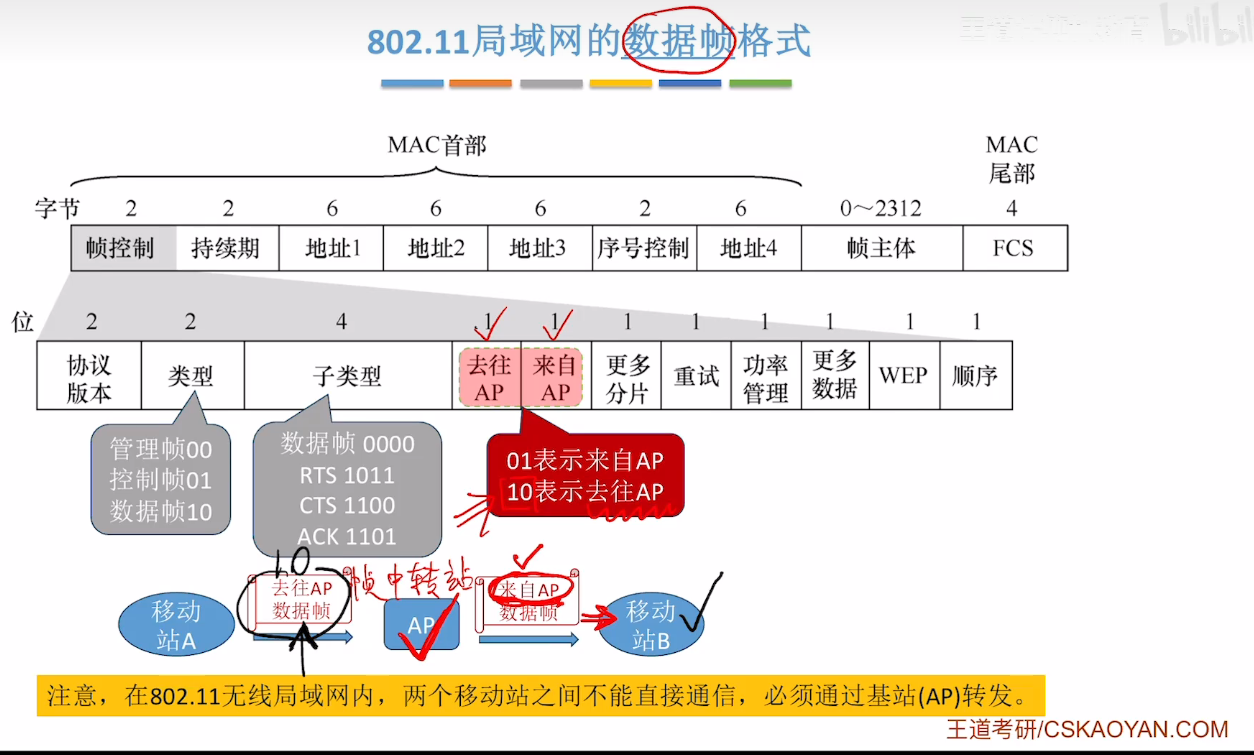 802.11局域网的数据帧格式
bilibili
MAC首部
MAC
尾部
字节 2 2 6 6 6 2 6 0～2312 4
帧控制 持续期 地址1 地址2 地址3 序号控制 地址4 帧主体 FCS
位 2 2 4 1 1 1 1 1 1 1 1
协议版本 类型 子类型 去往AP 来自AP 更多分片 重试 功率管理 更多数据 WEP 顺序
管理帧00
控制帧01
数据帧10
数据帧 0000
RTS 1011
CTS 1100
ACK 1101
01表示来自AP
10表示去往AP
10
移动
站A
去往AP
数据帧
帧中转站
AP
来自AP
数据帧
移动
站B
注意，在802.11无线局域网内，两个移动站之间不能直接通信，必须通过基站(AP)转发。
王道考研/CSKAOYAN.COM